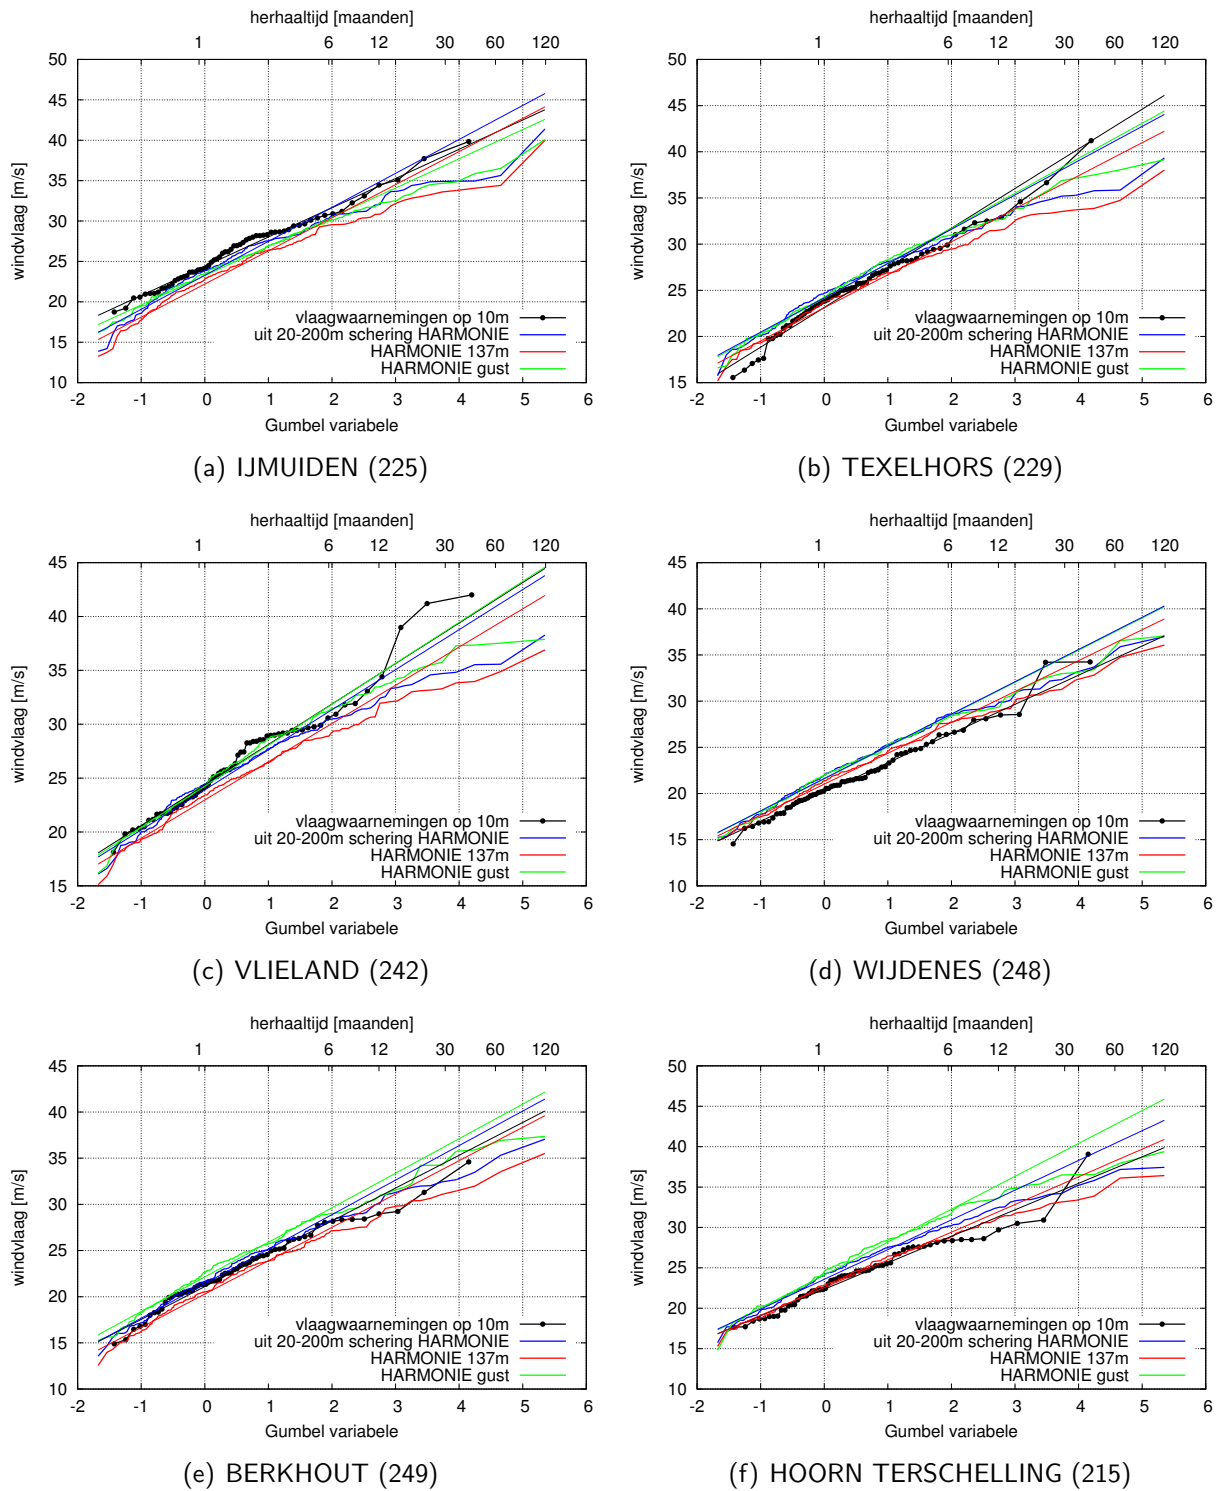 herhaaltijd [maanden]
1 6 12 30 60 120
50
45
40
35
30
25
20
15
10
windvlaag [m/s]
vlaagwaarnemingen op 10m
uit 20-200m schering HARMONIE
HARMONIE 137m
HARMONIE gust
-2 -1 0 1 2 3 4 5 6
Gumbel variabele
(a) IJMUIDEN (225)
herhaaltijd [maanden]
1 6 12 30 60 120
50
45
40
35
30
25
20
15
windvlaag [m/s]
vlaagwaarnemingen op 10m
uit 20-200m schering HARMONIE
HARMONIE 137m
HARMONIE gust
-2 -1 0 1 2 3 4 5 6
Gumbel variabele
(b) TEXELHORS (229)
herhaaltijd [maanden]
1 6 12 30 60 120
45
40
35
30
25
20
15
windvlaag [m/s]
vlaagwaarnemingen op 10m
uit 20-200m schering HARMONIE
HARMONIE 137m
HARMONIE gust
-2 -1 0 1 2 3 4 5 6
Gumbel variabele
(c) VLIELAND (242)
herhaaltijd [maanden]
1 6 12 30 60 120
45
40
35
30
25
20
15
10
windvlaag [m/s]
vlaagwaarnemingen op 10m
uit 20-200m schering HARMONIE
HARMONIE 137m
HARMONIE gust
-2 -1 0 1 2 3 4 5 6
Gumbel variabele
(d) WIJDENES (248)
herhaaltijd [maanden]
1 6 12 30 60 120
45
40
35
30
25
20
15
10
windvlaag [m/s]
vlaagwaarnemingen op 10m
uit 20-200m schering HARMONIE
HARMONIE 137m
HARMONIE gust
-2 -1 0 1 2 3 4 5 6
Gumbel variabele
(e) BERKHOUT (249)
herhaaltijd [maanden]
1 6 12 30 60 120
50
45
40
35
30
25
20
15
10
windvlaag [m/s]
vlaagwaarnemingen op 10m
uit 20-200m schering HARMONIE
HARMONIE 137m
HARMONIE gust
-2 -1 0 1 2 3 4 5 6
Gumbel variabele
(f) HOORN TERSCHELLING (215)